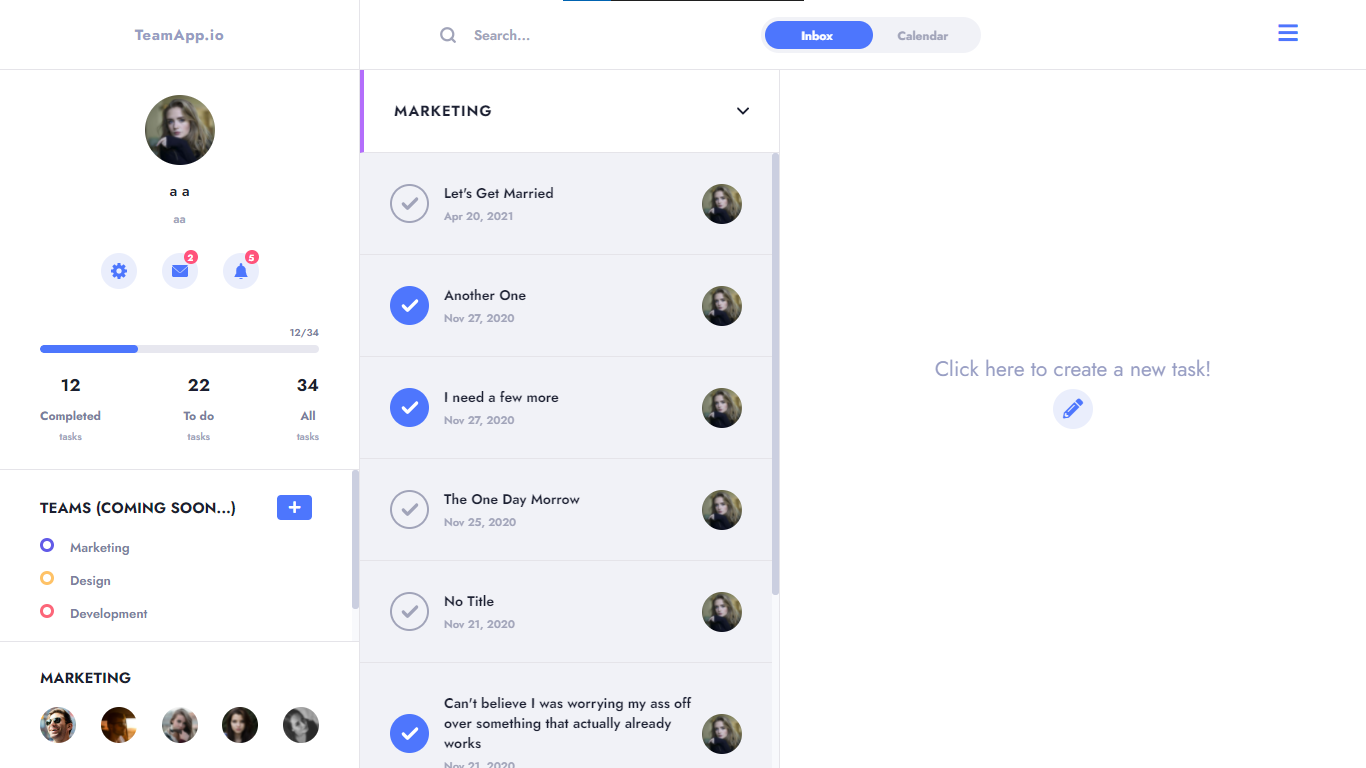 TeamApp.io
Search...
Inbox
Calendar
a a
aa
2
5
12/34
12
22
34
Completed
To do
All
tasks
tasks
tasks
TEAMS (COMING SOON...)
Marketing
Design
Development
MARKETING
MARKETING
Let's Get Married
Apr 20, 2021
Another One
Nov 27, 2020
I need a few more
Nov 27, 2020
The One Day Morrow
Nov 25, 2020
No Title
Nov 21, 2020
Can't believe I was worrying my ass off
over something that actually already
works
Nov 21, 2020
Click here to create a new task!